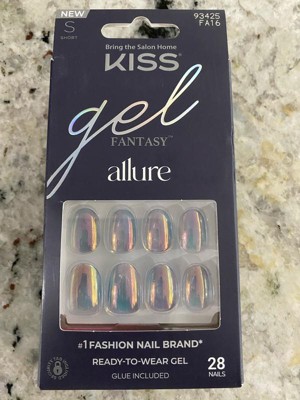 NEW
S
SHORT
93425
FA16
Bring the Salon Home
KISS
gel
FANTASY™
allure
#1 FASHION NAIL BRAND*
READY-TO-WEAR GEL
GLUE INCLUDED
28
NAILS